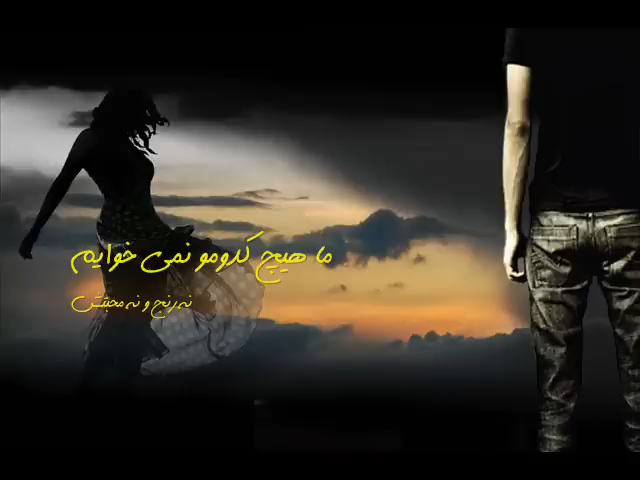 ما هیچ کدومو نمی خوایم
نه رنج و نه محبتش